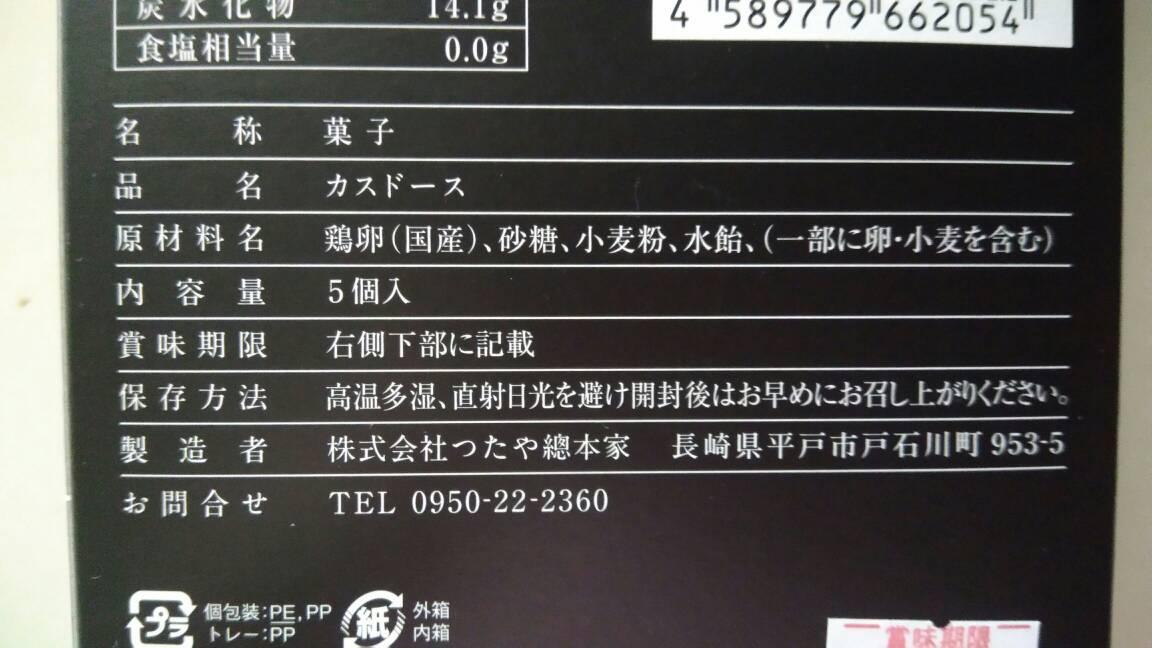 炭水化物 14.1g
食塩相当量 0.0g
4 589779 662054
名称 菓子
品名 カスドース
原材料名 鶏卵(国産)、砂糖、小麦粉、水飴、(一部に卵・小麦を含む)
内容量 5個入
賞味期限 右側下部に記載
保存方法 高温多湿、直射日光を避け開封後はお早めにお召し上がりください。
製造者 株式会社つたや總本家 長崎県平戸市戸石川町953-5
お問合せ TEL 0950-22-2360
プラ 個包装:PE,PP
トレー:PP
紙 外箱
内箱
賞味期限